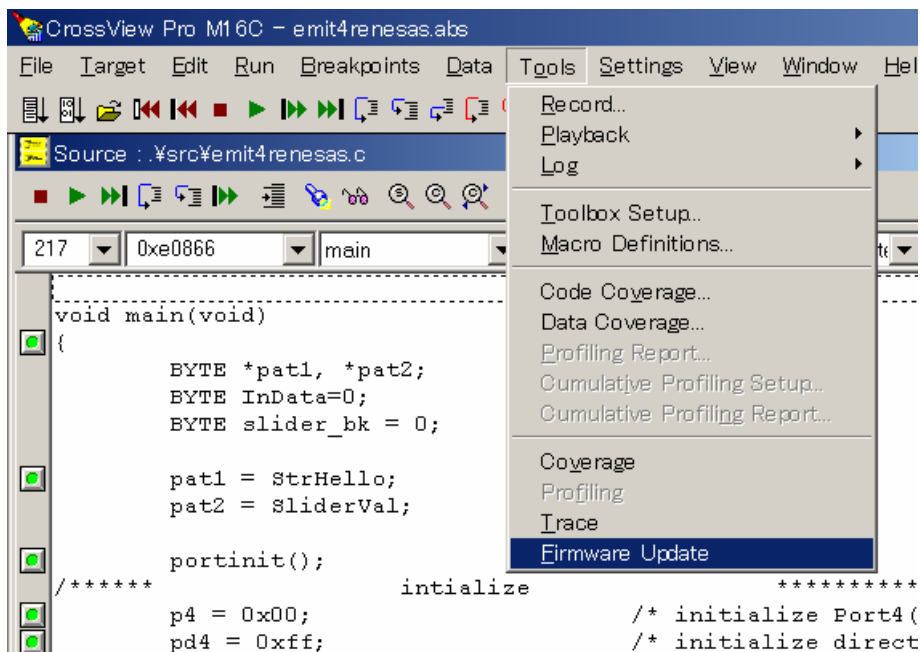 CrossView Pro M16C - emit4renesas.abs
File Target Edit Run Breakpoints Data Tools Settings View Window Hel
Record...
Playback
Log
Toolbox Setup...
Macro Definitions...
Code Coverage...
Data Coverage...
Profiling Report...
Cumulative Profiling Setup...
Cumulative Profiling Report...
Coverage
Profiling
Trace
Firmware Update
Source : .¥src¥emit4renesas.c
217 0xe0866 main
void main(void)
{
BYTE *pat1, *pat2;
BYTE InData=0;
BYTE slider_bk = 0;
pat1 = StrHello;
pat2 = SliderVal;
portinit();
/****** intialize **********
p4 = 0x00; /* initialize Port4(
pd4 = 0xff; /* initialize direct